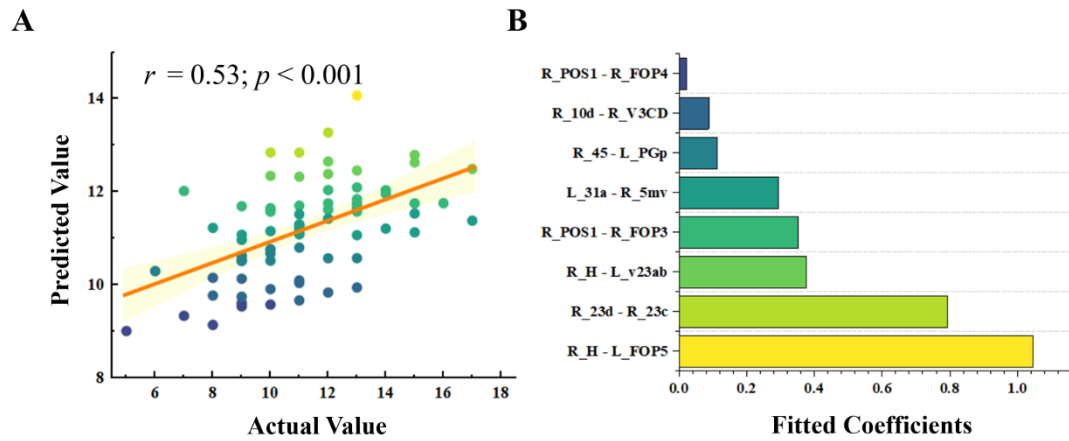 A
r = 0.53; p < 0.001
Predicted Value
14
12
10
8
6
8
10
12
14
16
18
Actual Value
B
R_POS1 - R_FOP4
R_10d - R_V3CD
R_45 - L_PGp
L_31a - R_5mv
R_POS1 - R_FOP3
R_H - L_v23ab
R_23d - R_23c
R_H - L_FOP5
0.0
0.2
0.4
0.6
0.8
1.0
Fitted Coefficients